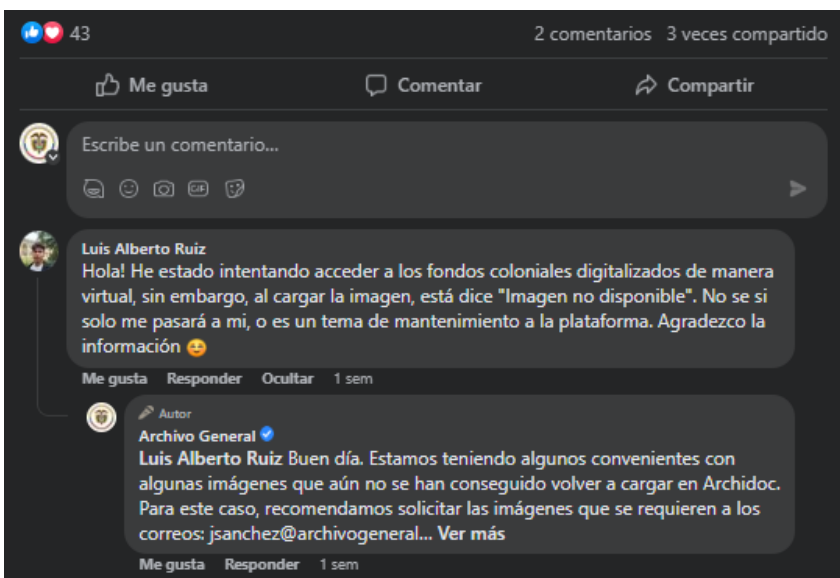 43
2 comentarios 3 veces compartido
Me gusta Comentar Compartir
Escribe un comentario...
GIF
Luis Alberto Ruiz
Hola! He estado intentando acceder a los fondos coloniales digitalizados de manera
virtual, sin embargo, al cargar la imagen, está dice "Imagen no disponible". No se si
solo me pasará a mi, o es un tema de mantenimiento a la plataforma. Agradezco la
información 😊
Me gusta Responder Ocultar 1 sem
Autor
Archivo General
Luis Alberto Ruiz Buen día. Estamos teniendo algunos convenientes con
algunas imágenes que aún no se han conseguido volver a cargar en Archidoc.
Para este caso, recomendamos solicitar las imágenes que se requieren a los
correos: jsanchez@archivogeneral... Ver más
Me gusta Responder 1 sem